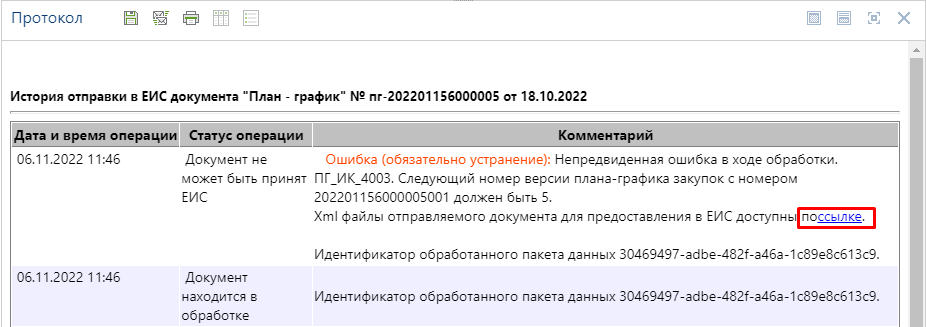 Протокол
История отправки в ЕИС документа "План - график" № пг-202201156000005 от 18.10.2022
Дата и время операции Статус операции Комментарий
06.11.2022 11:46 Документ не может быть принят ЕИС
Ошибка (обязательно устранение): Непредвиденная ошибка в ходе обработки.
ПГ_ИК_4003. Следующий номер версии плана-графика закупок с номером
202201156000005001 должен быть 5.
Xml файлы отправляемого документа для предоставления в ЕИС доступны поссылке.
Идентификатор обработанного пакета данных 30469497-adbe-482f-a46a-1c89e8c613c9.
06.11.2022 11:46 Документ находится в обработке
Идентификатор обработанного пакета данных 30469497-adbe-482f-a46a-1c89e8c613c9.